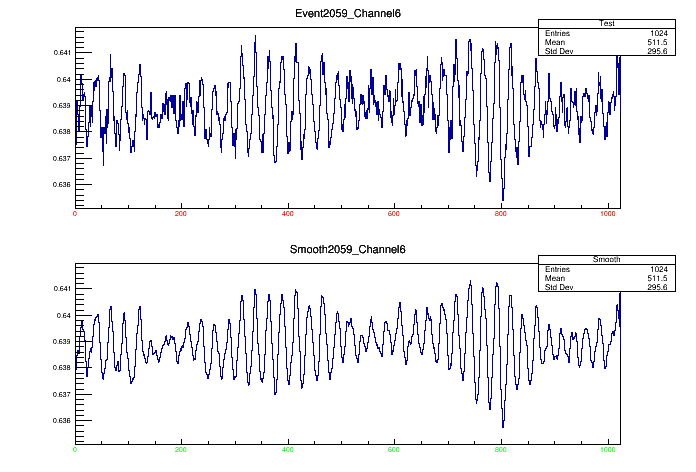 Event2059_Channel6
Test
Entries 1024
Mean 511.5
Std Dev 295.6
0.641
0.64
0.639
0.638
0.637
0.636
0 200 400 600 800 1000
Smooth2059_Channel6
Smooth
Entries 1024
Mean 511.5
Std Dev 295.6
0.641
0.64
0.639
0.638
0.637
0.636
0 200 400 600 800 1000